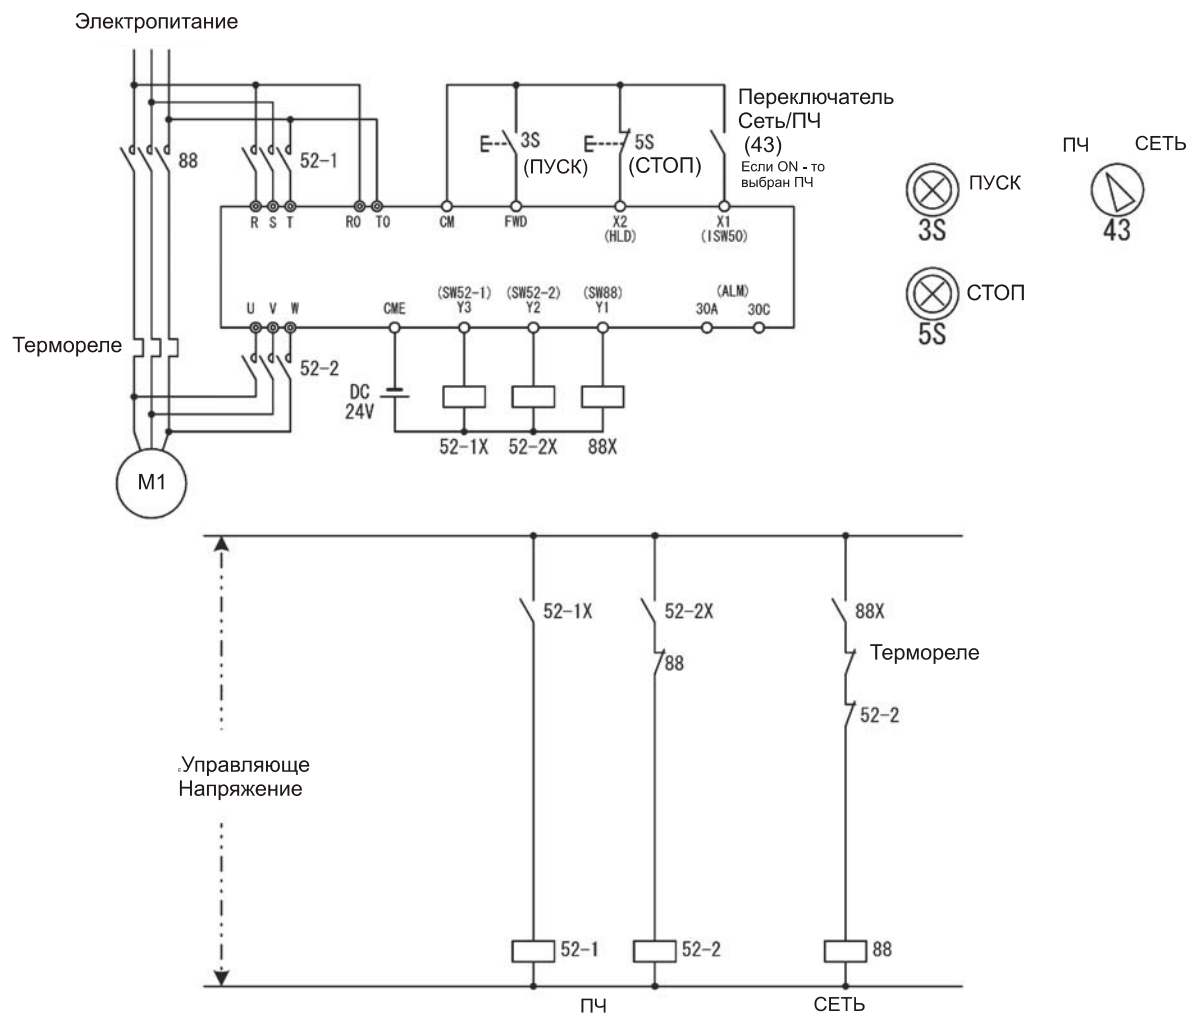 Электропитание
88
52-1
3S
(ПУСК)
5S
(СТОП)
Переключатель
Сеть/ПЧ
(43)
Если ON - то
выбран ПЧ
ПЧ
СЕТЬ
ПУСК
3S
43
СТОП
5S
R S T
R0 T0
CM
FWD
X2
(HLD)
X1
(ISW50)
U V W
CME
(SW52-1)
Y3
(SW52-2)
Y2
(SW88)
Y1
(ALM)
30A
30C
Термореле
52-2
DC
24V
52-1X
52-2X
88X
M1
52-1X
52-2X
88
88X
Термореле
52-2
Управляюще
Напряжение
52-1
52-2
88
ПЧ
СЕТЬ